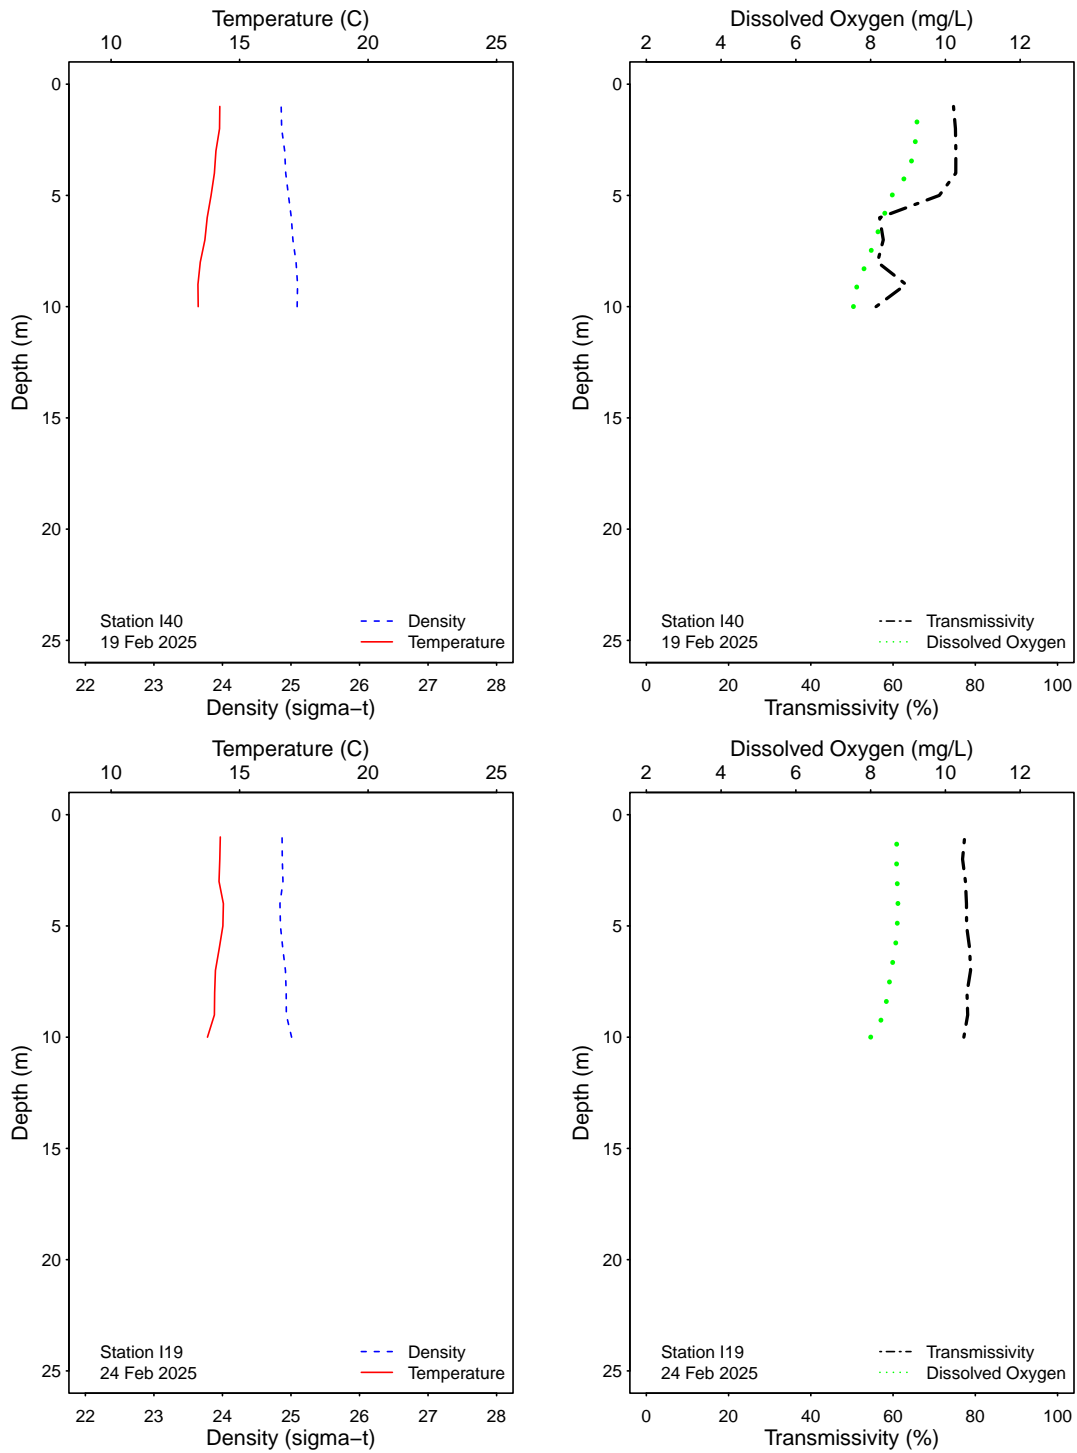 Temperature (C)
10 15 20 25
0
5
10
15
20
25
Depth (m)
Station I40
19 Feb 2025
Density
Temperature
22 23 24 25 26 27 28
Density (sigma−t)
Dissolved Oxygen (mg/L)
2 4 6 8 10 12
0
5
10
15
20
25
Depth (m)
Station I40
19 Feb 2025
Transmissivity
Dissolved Oxygen
0 20 40 60 80 100
Transmissivity (%)
Temperature (C)
10 15 20 25
0
5
10
15
20
25
Depth (m)
Station I19
24 Feb 2025
Density
Temperature
22 23 24 25 26 27 28
Density (sigma−t)
Dissolved Oxygen (mg/L)
2 4 6 8 10 12
0
5
10
15
20
25
Depth (m)
Station I19
24 Feb 2025
Transmissivity
Dissolved Oxygen
0 20 40 60 80 100
Transmissivity (%)